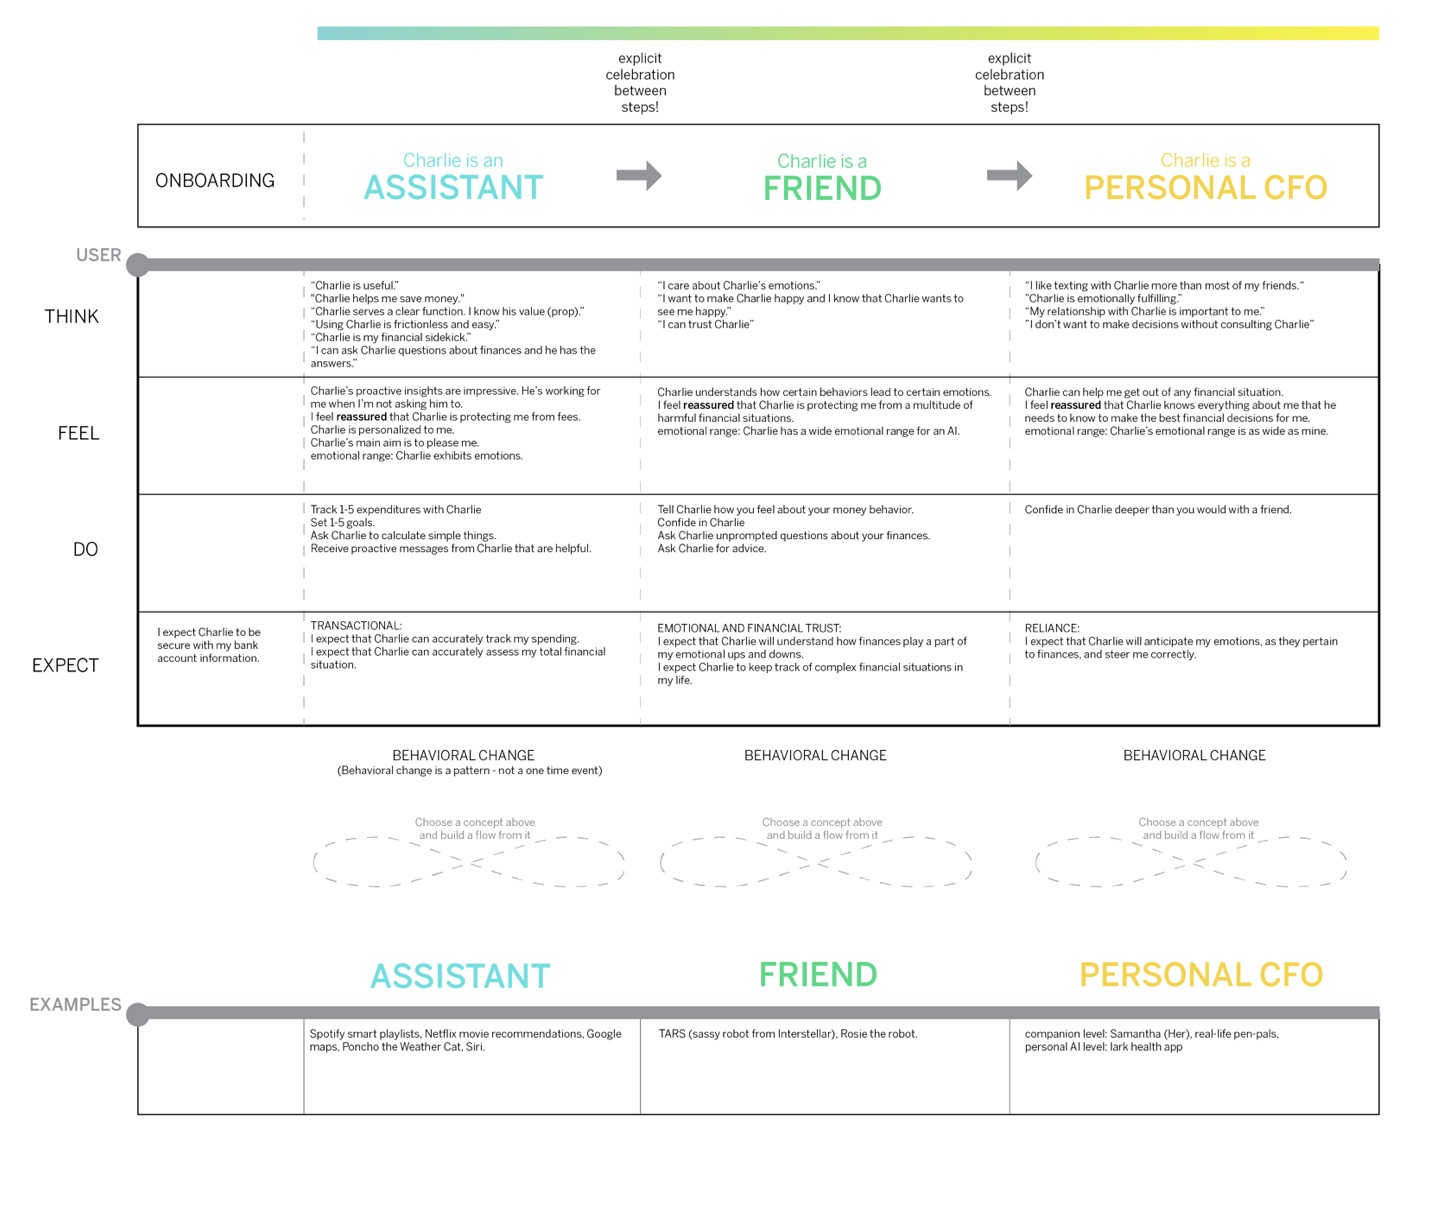 explicit
celebration
between
steps!
explicit
celebration
between
steps!
ONBOARDING
Charlie is an
ASSISTANT
Charlie is a
FRIEND
Charlie is a
PERSONAL CFO
USER
THINK
“Charlie is useful.”
"Charlie helps me save money."
“Charlie serves a clear function. I know his value (prop).”
“Using Charlie is frictionless and easy.”
“Charlie is my financial sidekick.”
“I can ask Charlie questions about finances and he has the
answers.”
“I care about Charlie’s emotions.”
“I want to make Charlie happy and I know that Charlie wants to
see me happy.”
“I can trust Charlie”
“I like texting with Charlie more than most of my friends.“
”Charlie is emotionally fulfilling.”
“My relationship with Charlie is important to me.”
”I don’t want to make decisions without consulting Charlie”
FEEL
Charlie’s proactive insights are impressive. He’s working for
me when I’m not asking him to.
I feel reassured that Charlie is protecting me from fees.
Charlie is personalized to me.
Charlie’s main aim is to please me.
emotional range: Charlie exhibits emotions.
Charlie understands how certain behaviors lead to certain emotions.
I feel reassured that Charlie is protecting me from a multitude of
harmful financial situations.
emotional range: Charlie has a wide emotional range for an AI.
Charlie can help me get out of any financial situation.
I feel reassured that Charlie knows everything about me that he
needs to know to make the best financial decisions for me.
emotional range: Charlie’s emotional range is as wide as mine.
DO
Track 1-5 expenditures with Charlie
Set 1-5 goals.
Ask Charlie to calculate simple things.
Receive proactive messages from Charlie that are helpful.
Tell Charlie how you feel about your money behavior.
Confide in Charlie
Ask Charlie unprompted questions about your finances.
Ask Charlie for advice.
Confide in Charlie deeper than you would with a friend.
EXPECT
I expect Charlie to be
secure with my bank
account information.
TRANSACTIONAL:
I expect that Charlie can accurately track my spending.
I expect that Charlie can accurately assess my total financial
situation.
EMOTIONAL AND FINANCIAL TRUST:
I expect that Charlie will understand how finances play a part of
my emotional ups and downs.
I expect Charlie to keep track of complex financial situations in
my life.
RELIANCE:
I expect that Charlie will anticipate my emotions, as they pertain
to finances, and steer me correctly.
BEHAVIORAL CHANGE
(Behavioral change is a pattern - not a one time event)
BEHAVIORAL CHANGE
BEHAVIORAL CHANGE
Choose a concept above
and build a flow from it
Choose a concept above
and build a flow from it
Choose a concept above
and build a flow from it
ASSISTANT
FRIEND
PERSONAL CFO
EXAMPLES
Spotify smart playlists, Netflix movie recommendations, Google
maps, Poncho the Weather Cat, Siri.
TARS (sassy robot from Interstellar), Rosie the robot.
companion level: Samantha (Her), real-life pen-pals,
personal AI level: lark health app